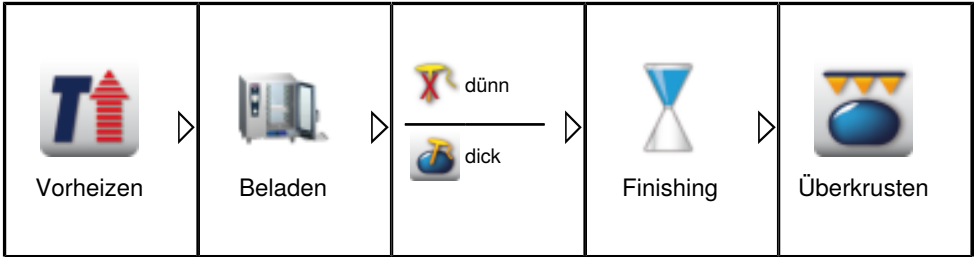 Vorheizen
Beladen
dünn
dick
Finishing
Überkrusten